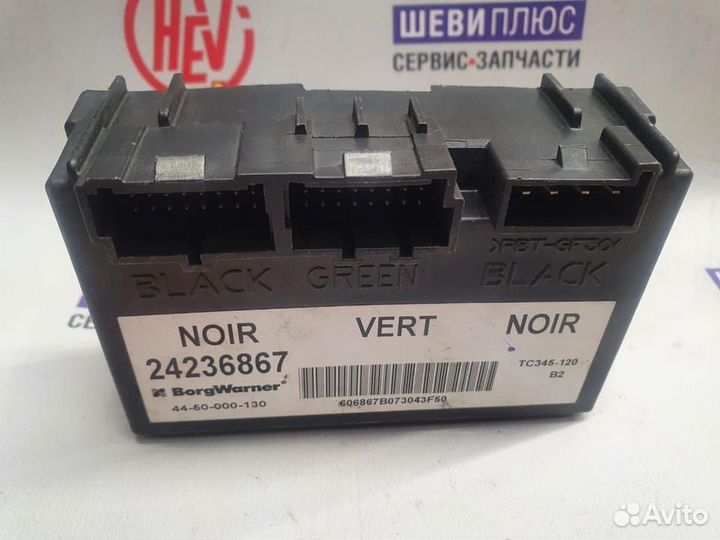 HEV
ШЕВИПЛЮС
СЕРВИС•ЗАПЧАСТИ
>PBT-GF30<
BLACK GREEN BLACK
NOIR VERT NOIR
24236867
BorgWarner
44-50-000-130
606867B073043F50
TC345-120
B2
Avito